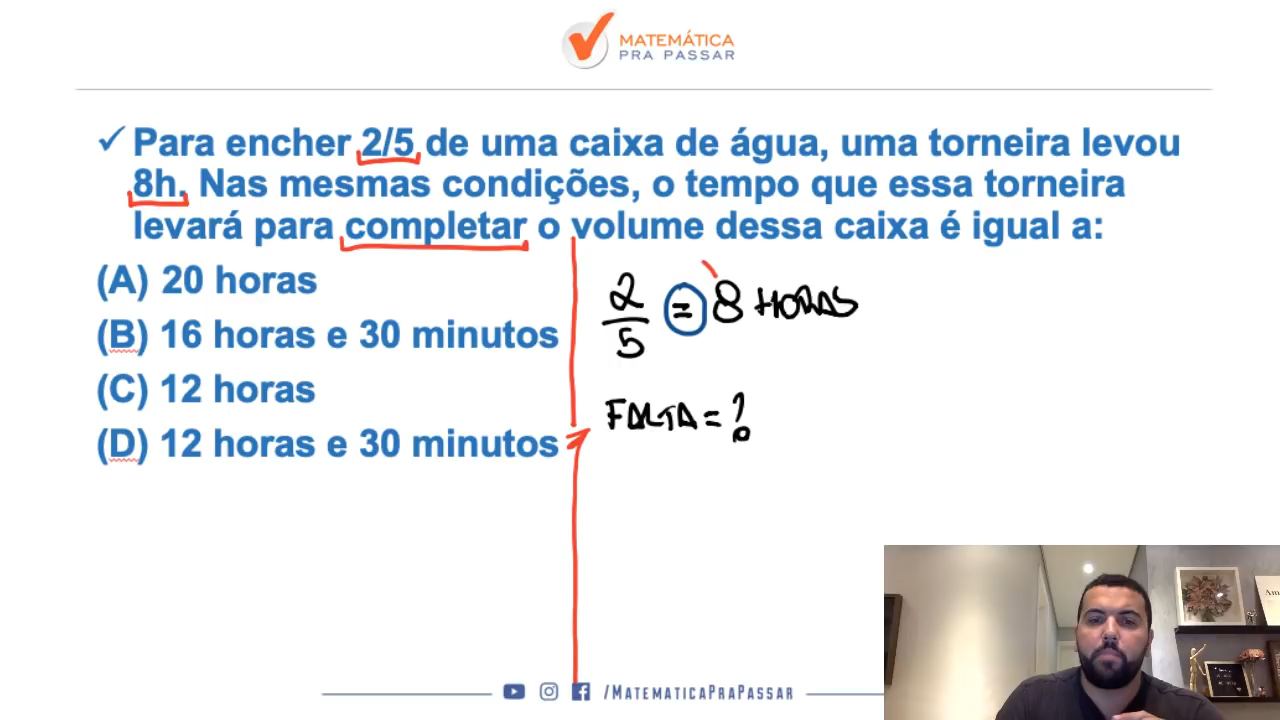 MATEMÁTICA
PRA PASSAR
✓ Para encher 2/5 de uma caixa de água, uma torneira levou
8h. Nas mesmas condições, o tempo que essa torneira
levará para completar o volume dessa caixa é igual a:
(A) 20 horas
(B) 16 horas e 30 minutos
(C) 12 horas
(D) 12 horas e 30 minutos
2/5 = 8 HORAS
FALTA = ?
/MATEMATICAPRAPASSAR